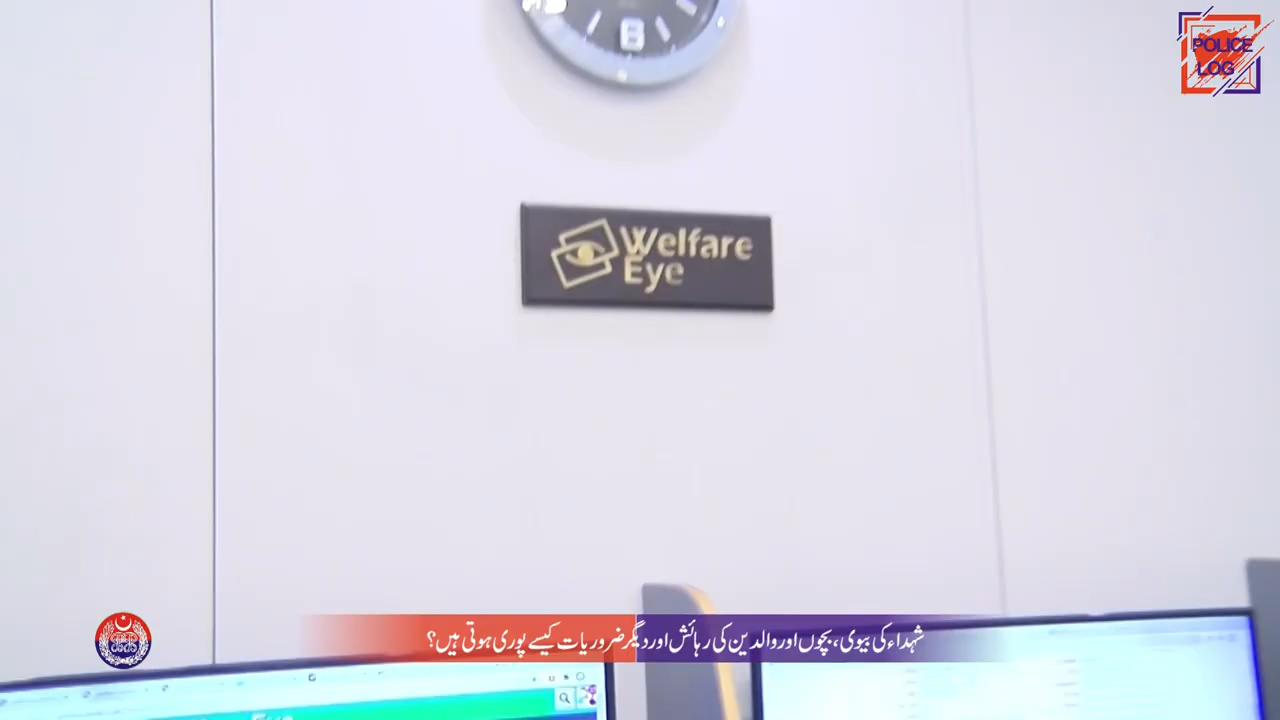 6
POLICE
LOG
Welfare
Eye
شہداء کی بیوی، بچوں اور والدین کی رہائش اور دیگر ضروریات کیسے پوری ہوتی ہیں؟